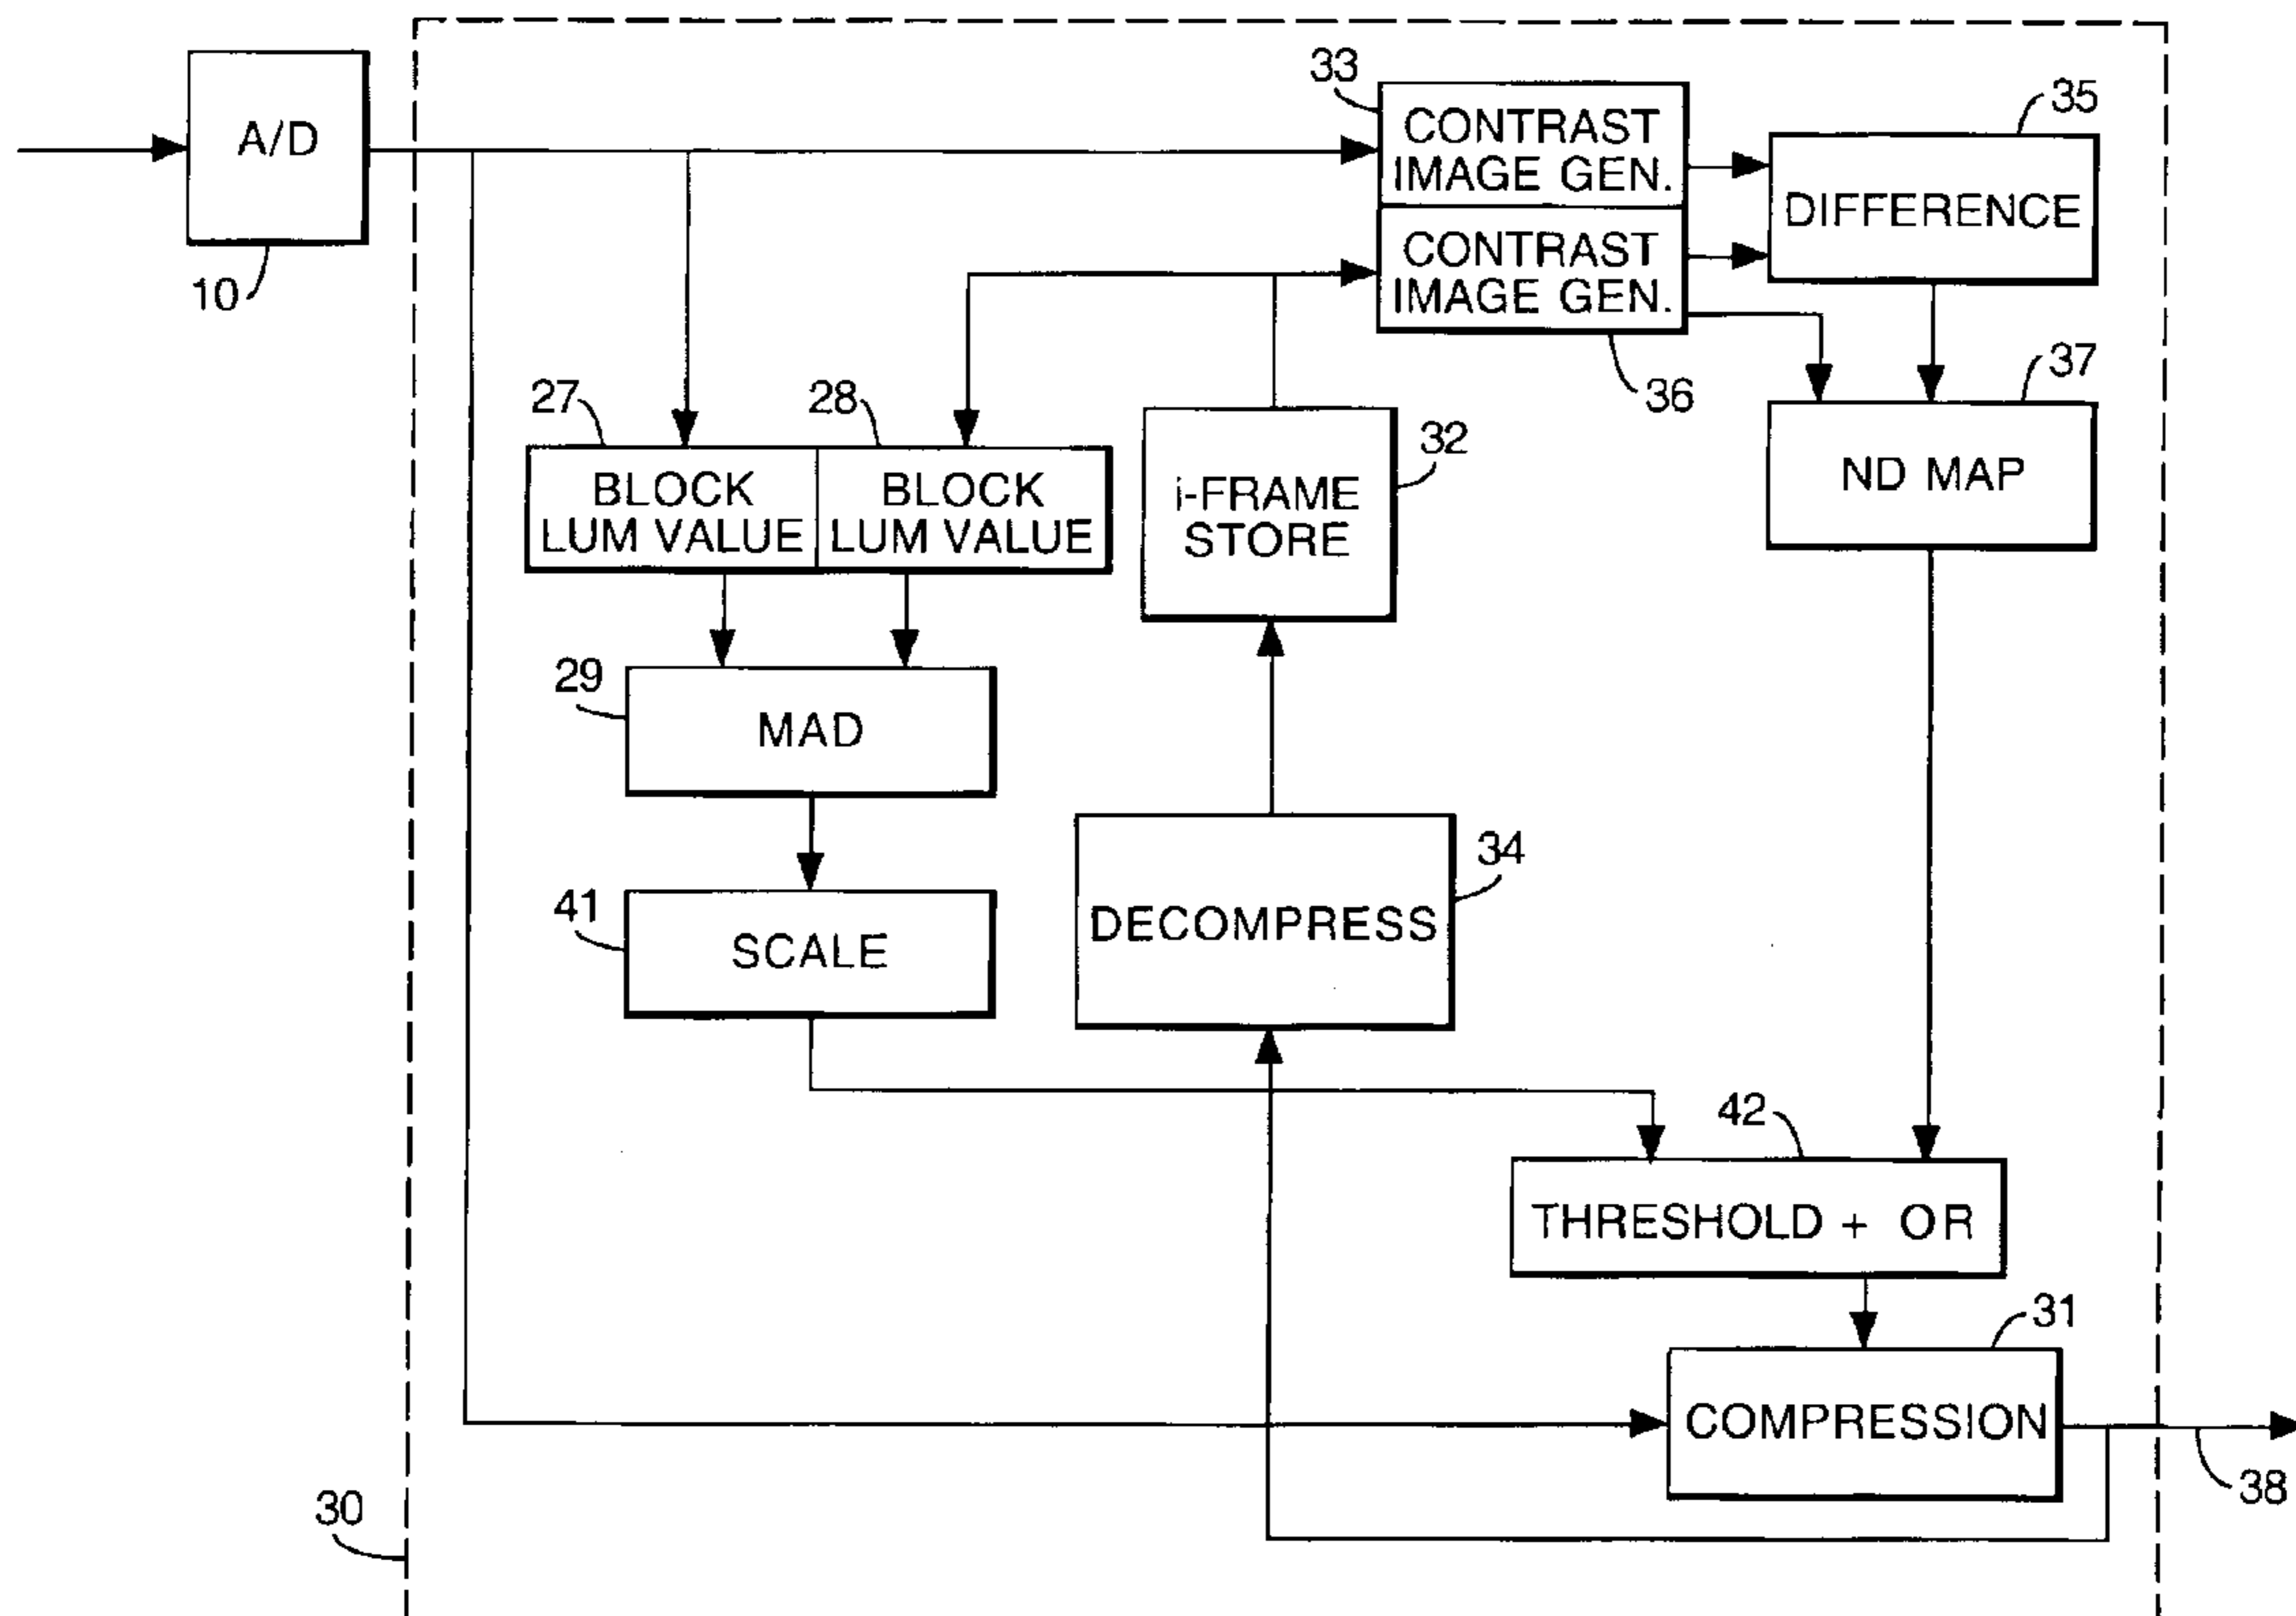 33
CONTRAST
IMAGE GEN.
35
A/D
10
CONTRAST
IMAGE GEN.
36
DIFFERENCE
37
ND MAP
27
28
BLOCK
LUM VALUE
BLOCK
LUM VALUE
32
i-FRAME
STORE
29
MAD
34
DECOMPRESS
41
SCALE
42
THRESHOLD + OR
31
COMPRESSION
38
30